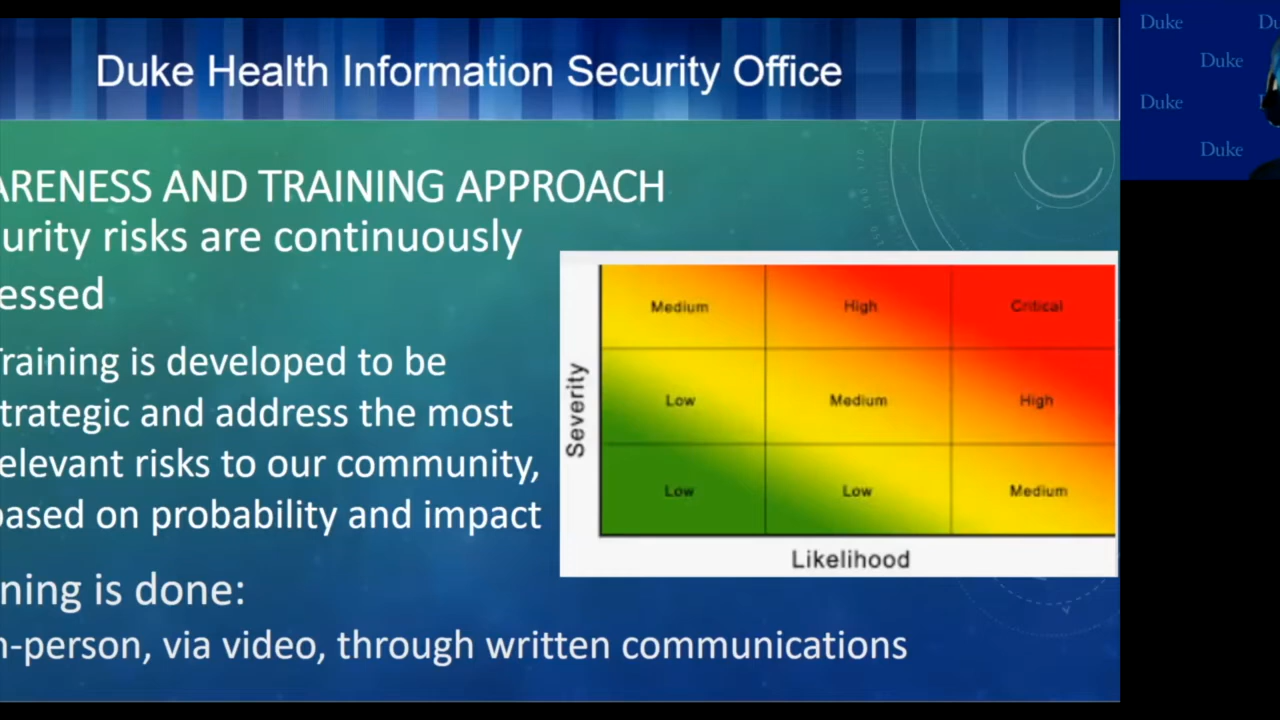 Duke Health Information Security Office
ARENESS AND TRAINING APPROACH
urity risks are continuously
essed
Training is developed to be
trategic and address the most
elevant risks to our community,
based on probability and impact
ning is done:
n-person, via video, through written communications
Severity
Medium High Critical
Low Medium High
Low Low Medium
Likelihood
Duke Du
Duke
Duke
Duke